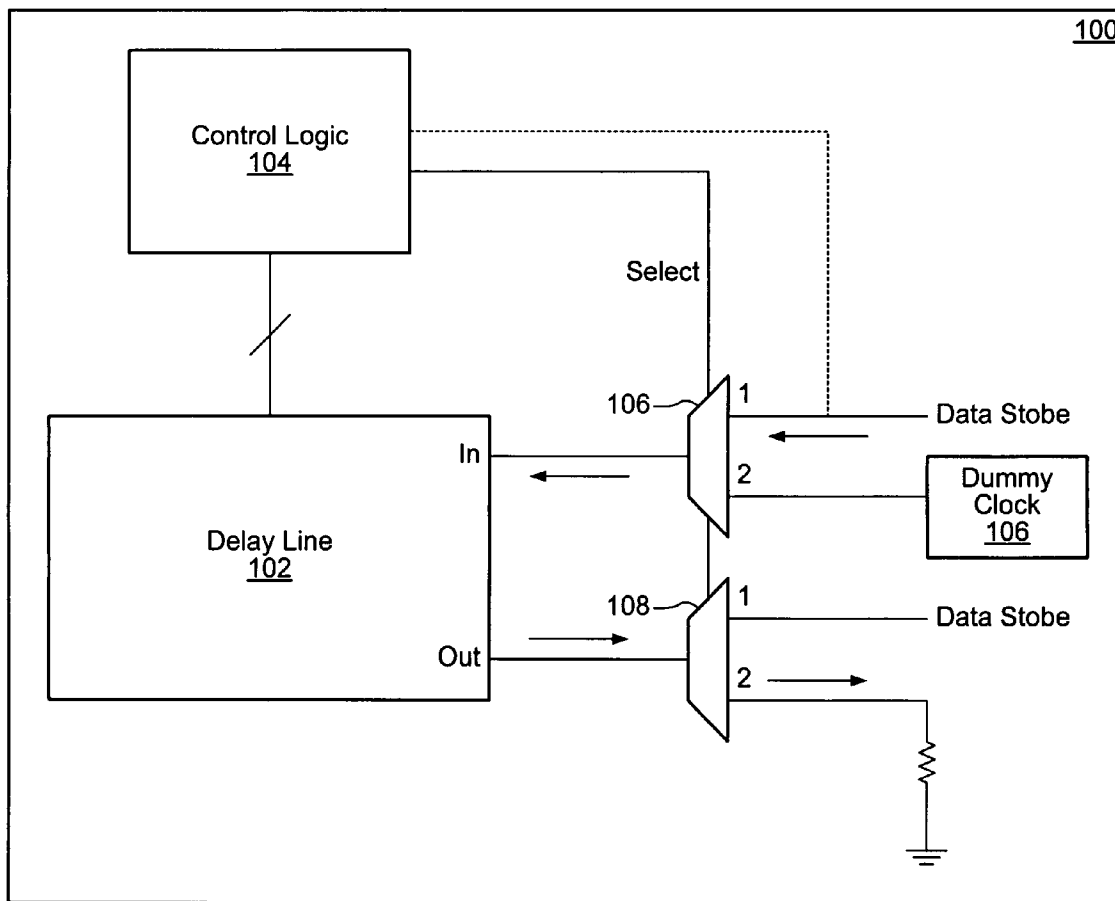 100
Control Logic
104
Select
106
1
Data Stobe
In
2
Dummy
Clock
106
Delay Line
102
108
1
Data Stobe
Out
2